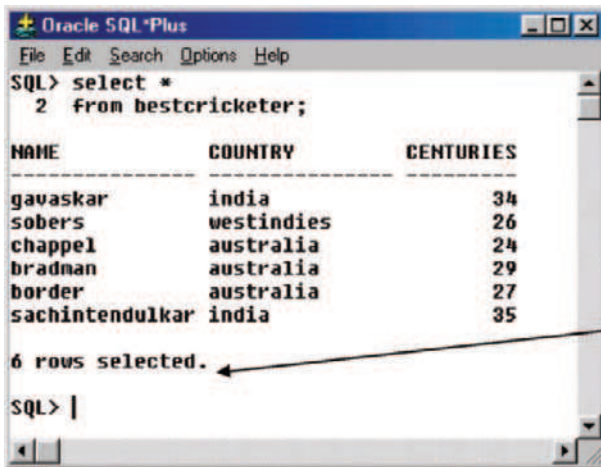 Oracle SQL*Plus
File Edit Search Options Help
SQL> select *
2 from bestcricketer;
NAME COUNTRY CENTURIES
--------------- --------------- ---------
gavaskar india 34
sobers westindies 26
chappel australia 24
bradman australia 29
border australia 27
sachintendulkar india 35
6 rows selected.
SQL>